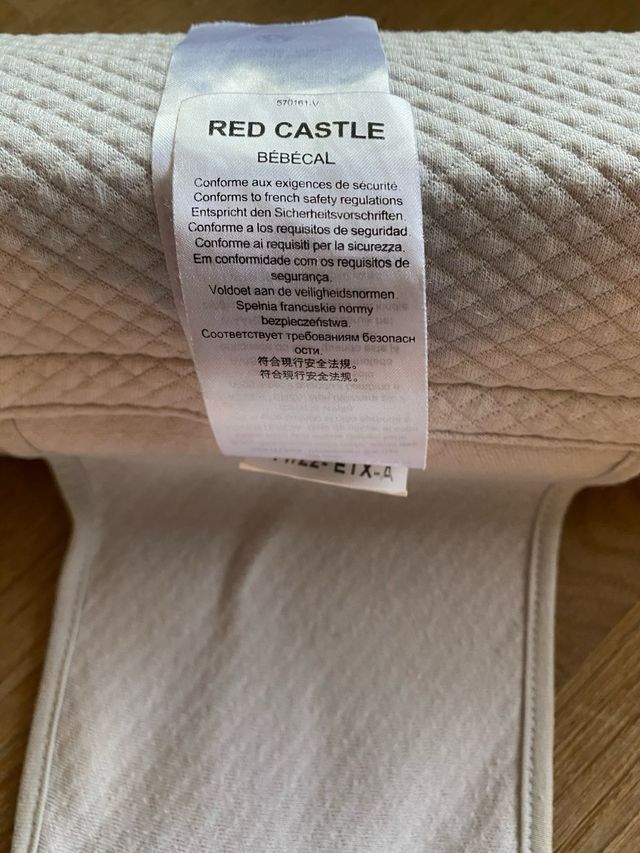 570161-V
RED CASTLE
BÉBÉCAL
Conforme aux exigences de sécurité
Conforms to french safety regulations
Entspricht den Sicherheitsvorschriften.
Conforme a los requisitos de seguridad
Conforme ai requisiti per la sicurezza.
Em conformidade com os requisitos de
segurança.
Voldoet aan de veiligheidsnormen.
Spełnia francuskie normy
bezpieczeństwa.
Соответствует требованиям безопасн
ости.
符合現行安全法規。
符合现行安全法规。